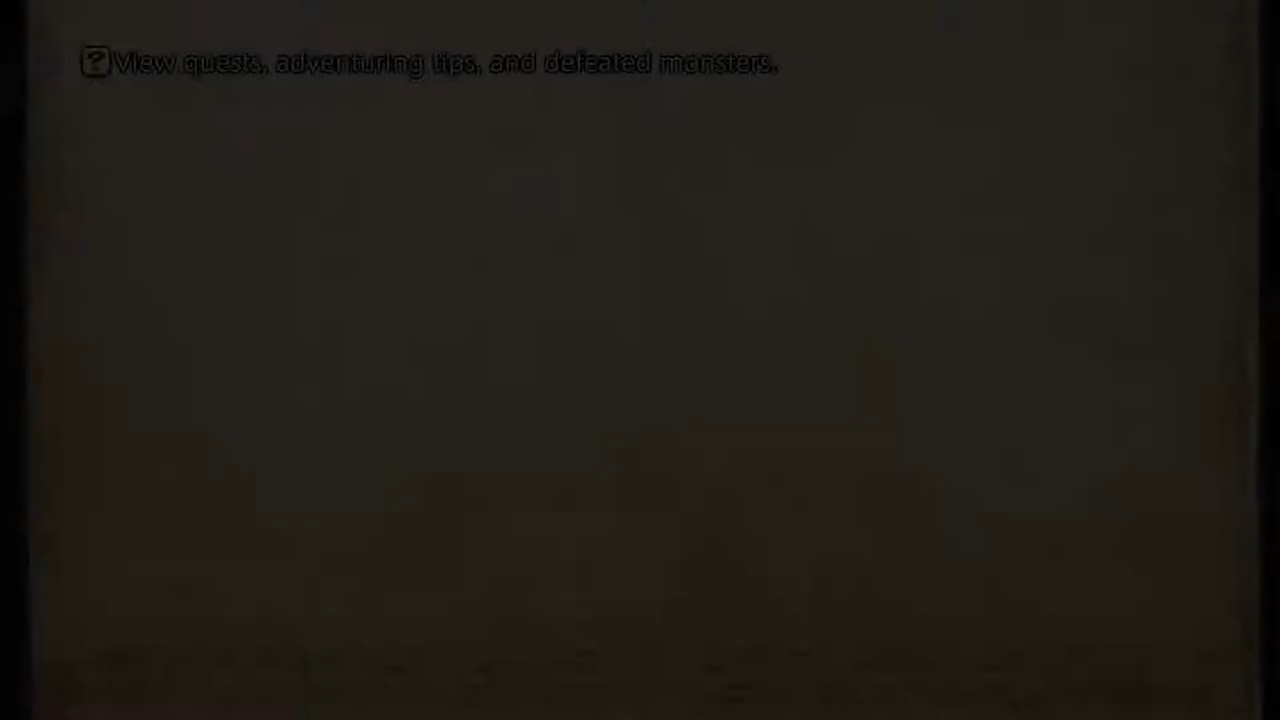 ? View quests, adventuring tips, and defeated monsters.